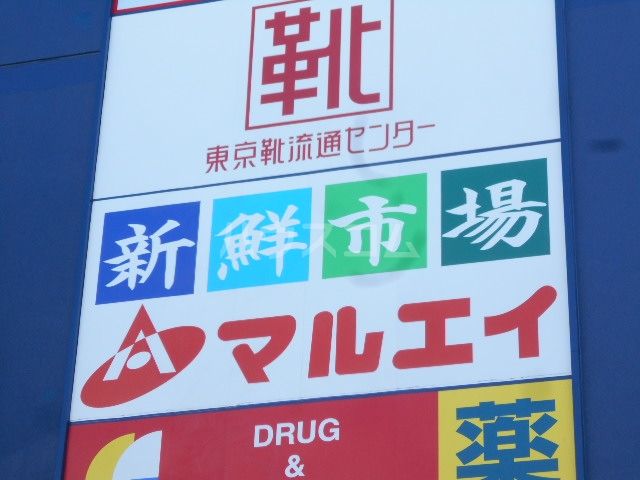 靴
東京靴流通センター
新鮮市場
マルエイ
DRUG
&
薬